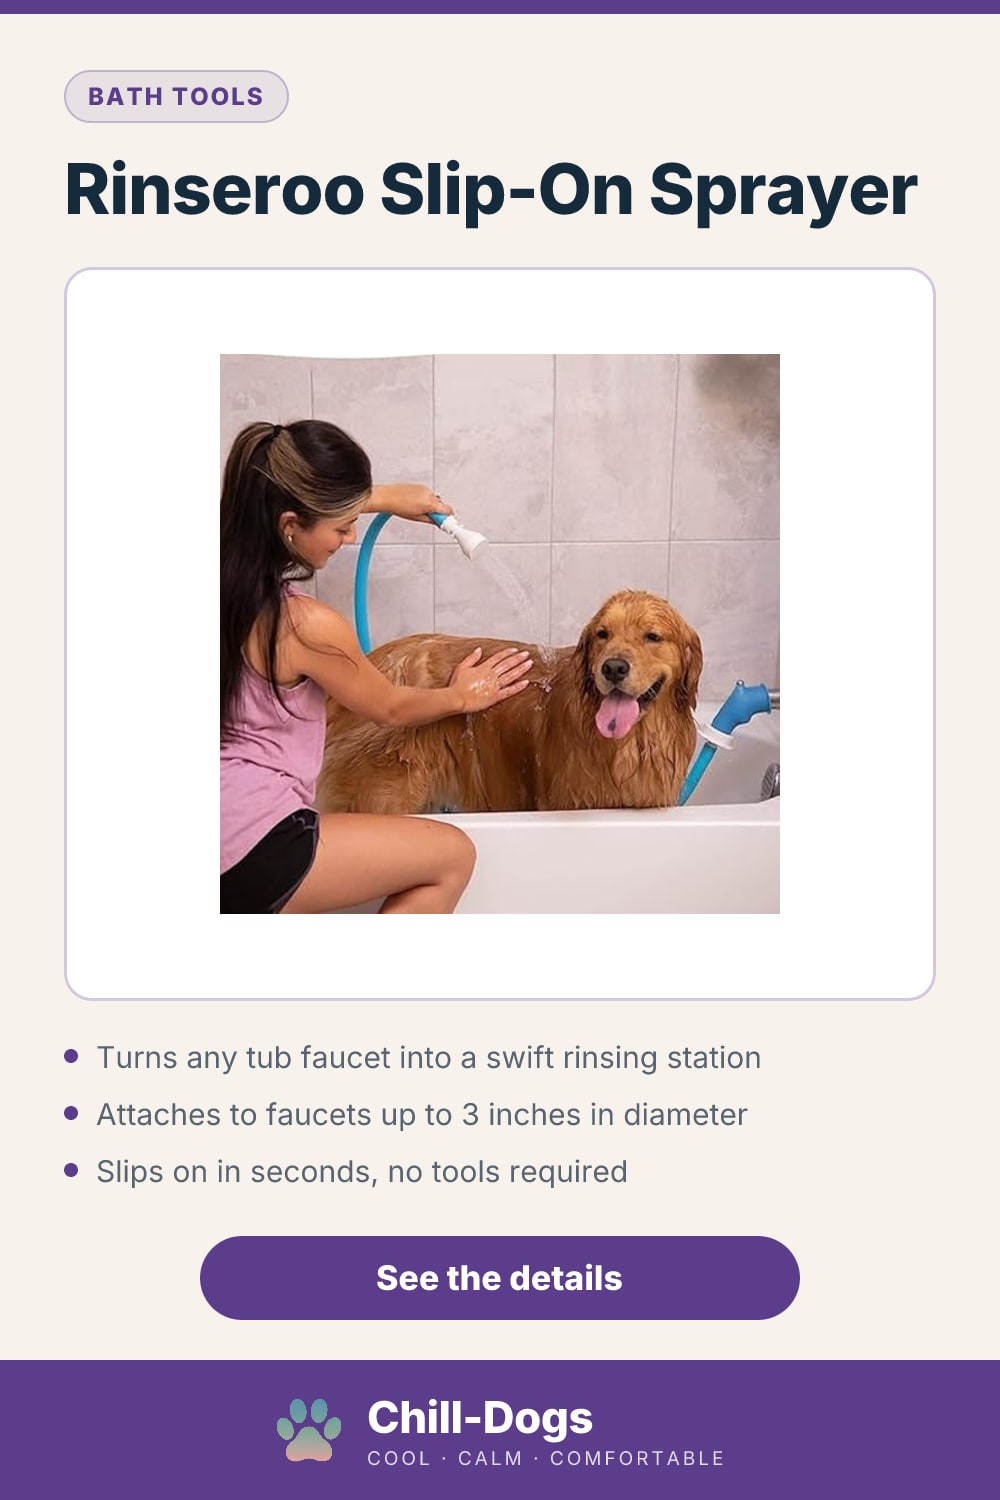 BATH TOOLS
Rinseroo Slip-On Sprayer
Turns any tub faucet into a swift rinsing station
Attaches to faucets up to 3 inches in diameter
Slips on in seconds, no tools required
See the details
Chill-Dogs
COOL · CALM · COMFORTABLE